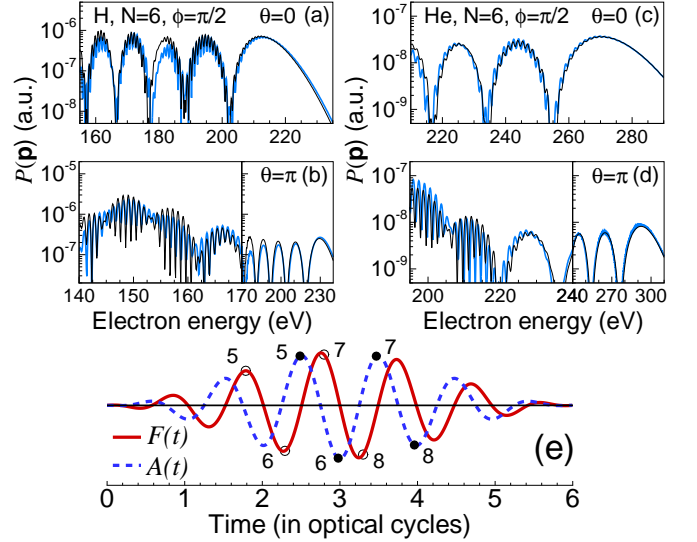 H, N=6, ϕ=π/2 θ=0 (a)
He, N=6, ϕ=π/2 θ=0 (c)
10⁻⁶
10⁻⁷
10⁻⁸
10⁻⁷
10⁻⁸
10⁻⁹
160 180 200 220
220 240 260 280
P(p) (a.u.)
P(p) (a.u.)
θ=π (b)
θ=π (d)
10⁻⁵
10⁻⁶
10⁻⁷
10⁻⁷
10⁻⁸
10⁻⁹
140 150 160 170 200 230
200 220 240 270 300
Electron energy (eV)
Electron energy (eV)
5 5 7 7
6 6 8 8
F(t)
A(t)
(e)
0 1 2 3 4 5 6
Time (in optical cycles)